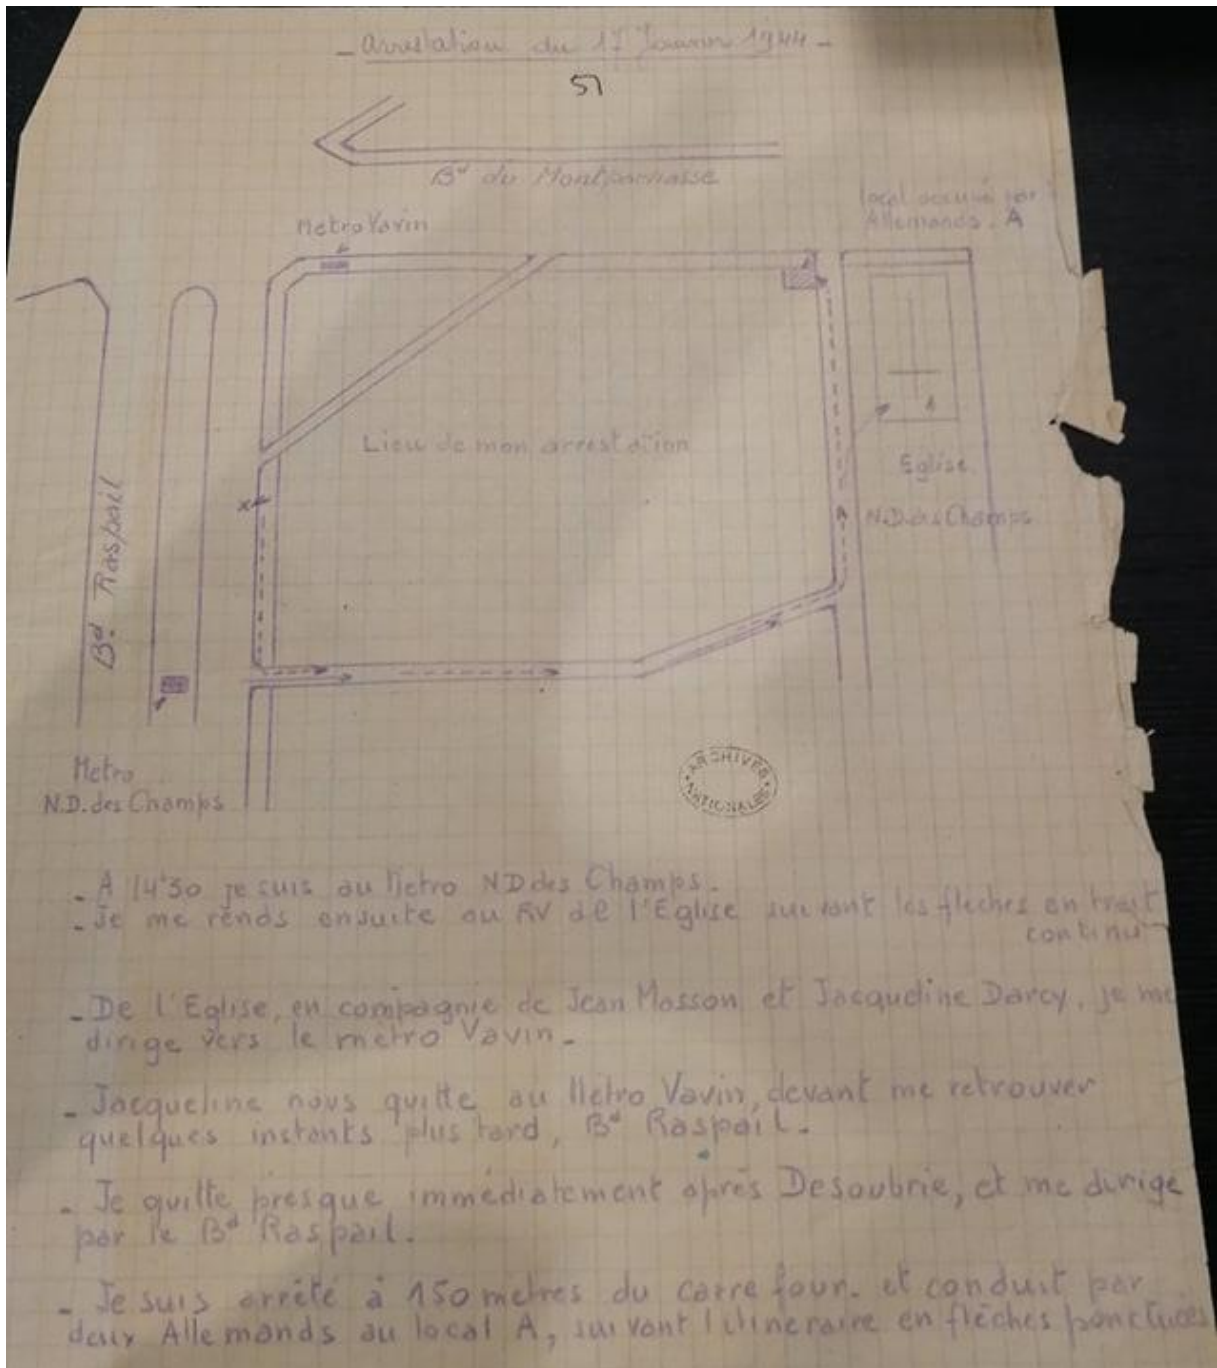 - Arrestation du 17 Janvier 1944 -
51
Bd du Montparnasse
Metro Vavin
local occupé par
Allemands. A
Lieu de mon arrestation
Bd. Raspail
Eglise
N.D. des Champs
Metro
N.D. des Champs
ARCHIVES NATIONALES
- A 14h30 je suis au Metro ND des Champs.
- Je me rends ensuite au RV de l'Eglise suivant les flèches en trait
continu
- De l'Eglise, en compagnie de Jean Masson et Jacqueline Darcy, je me
dirige vers le metro Vavin -
- Jacqueline nous quitte au Metro Vavin, devant me retrouver
quelques instants plus tard, Bd Raspail -
- Je quitte presque immédiatement après Desoubrie, et me dirige
par le Bd Raspail.
- Je suis arrêté à 150 metres du carrefour. et conduit par
deux Allemands au local A, suivant l'itineraire en flèches ponctuées